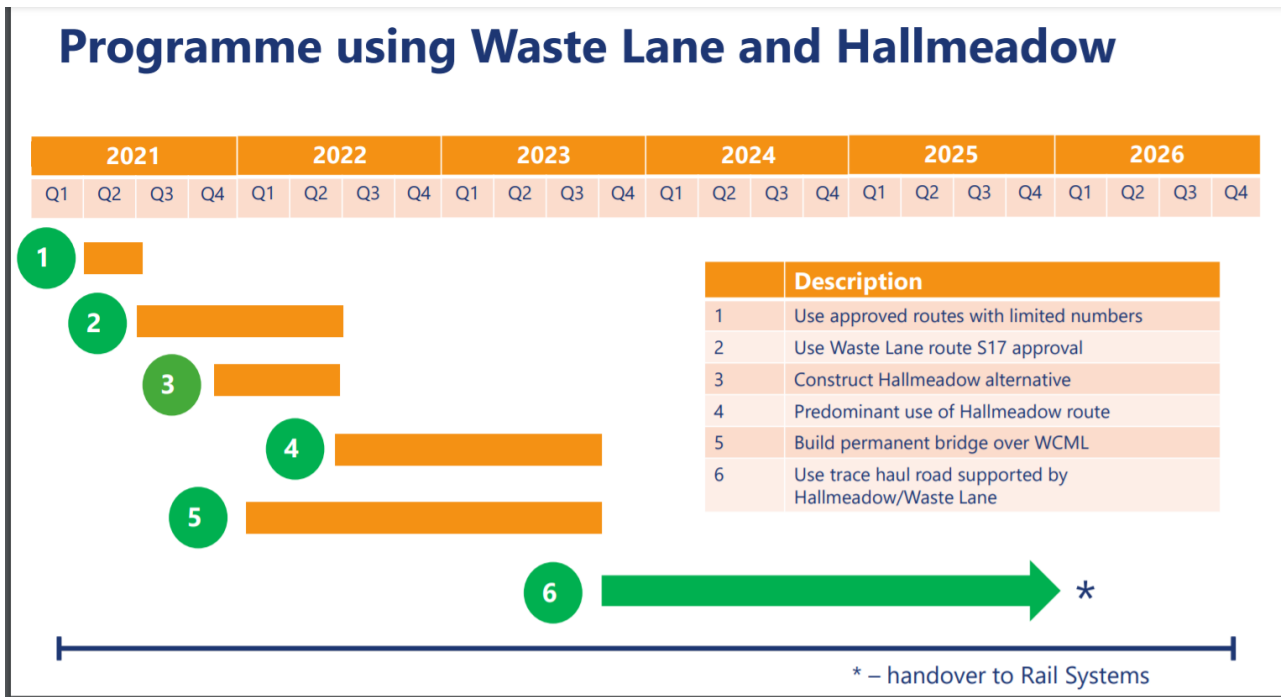 Programme using Waste Lane and Hallmeadow
2021 2022 2023 2024 2025 2026
Q1 Q2 Q3 Q4 Q1 Q2 Q3 Q4 Q1 Q2 Q3 Q4 Q1 Q2 Q3 Q4 Q1 Q2 Q3 Q4 Q1 Q2 Q3 Q4
1
2
3
4
5
6
*
Description
1 Use approved routes with limited numbers
2 Use Waste Lane route S17 approval
3 Construct Hallmeadow alternative
4 Predominant use of Hallmeadow route
5 Build permanent bridge over WCML
6 Use trace haul road supported by
Hallmeadow/Waste Lane
* – handover to Rail Systems